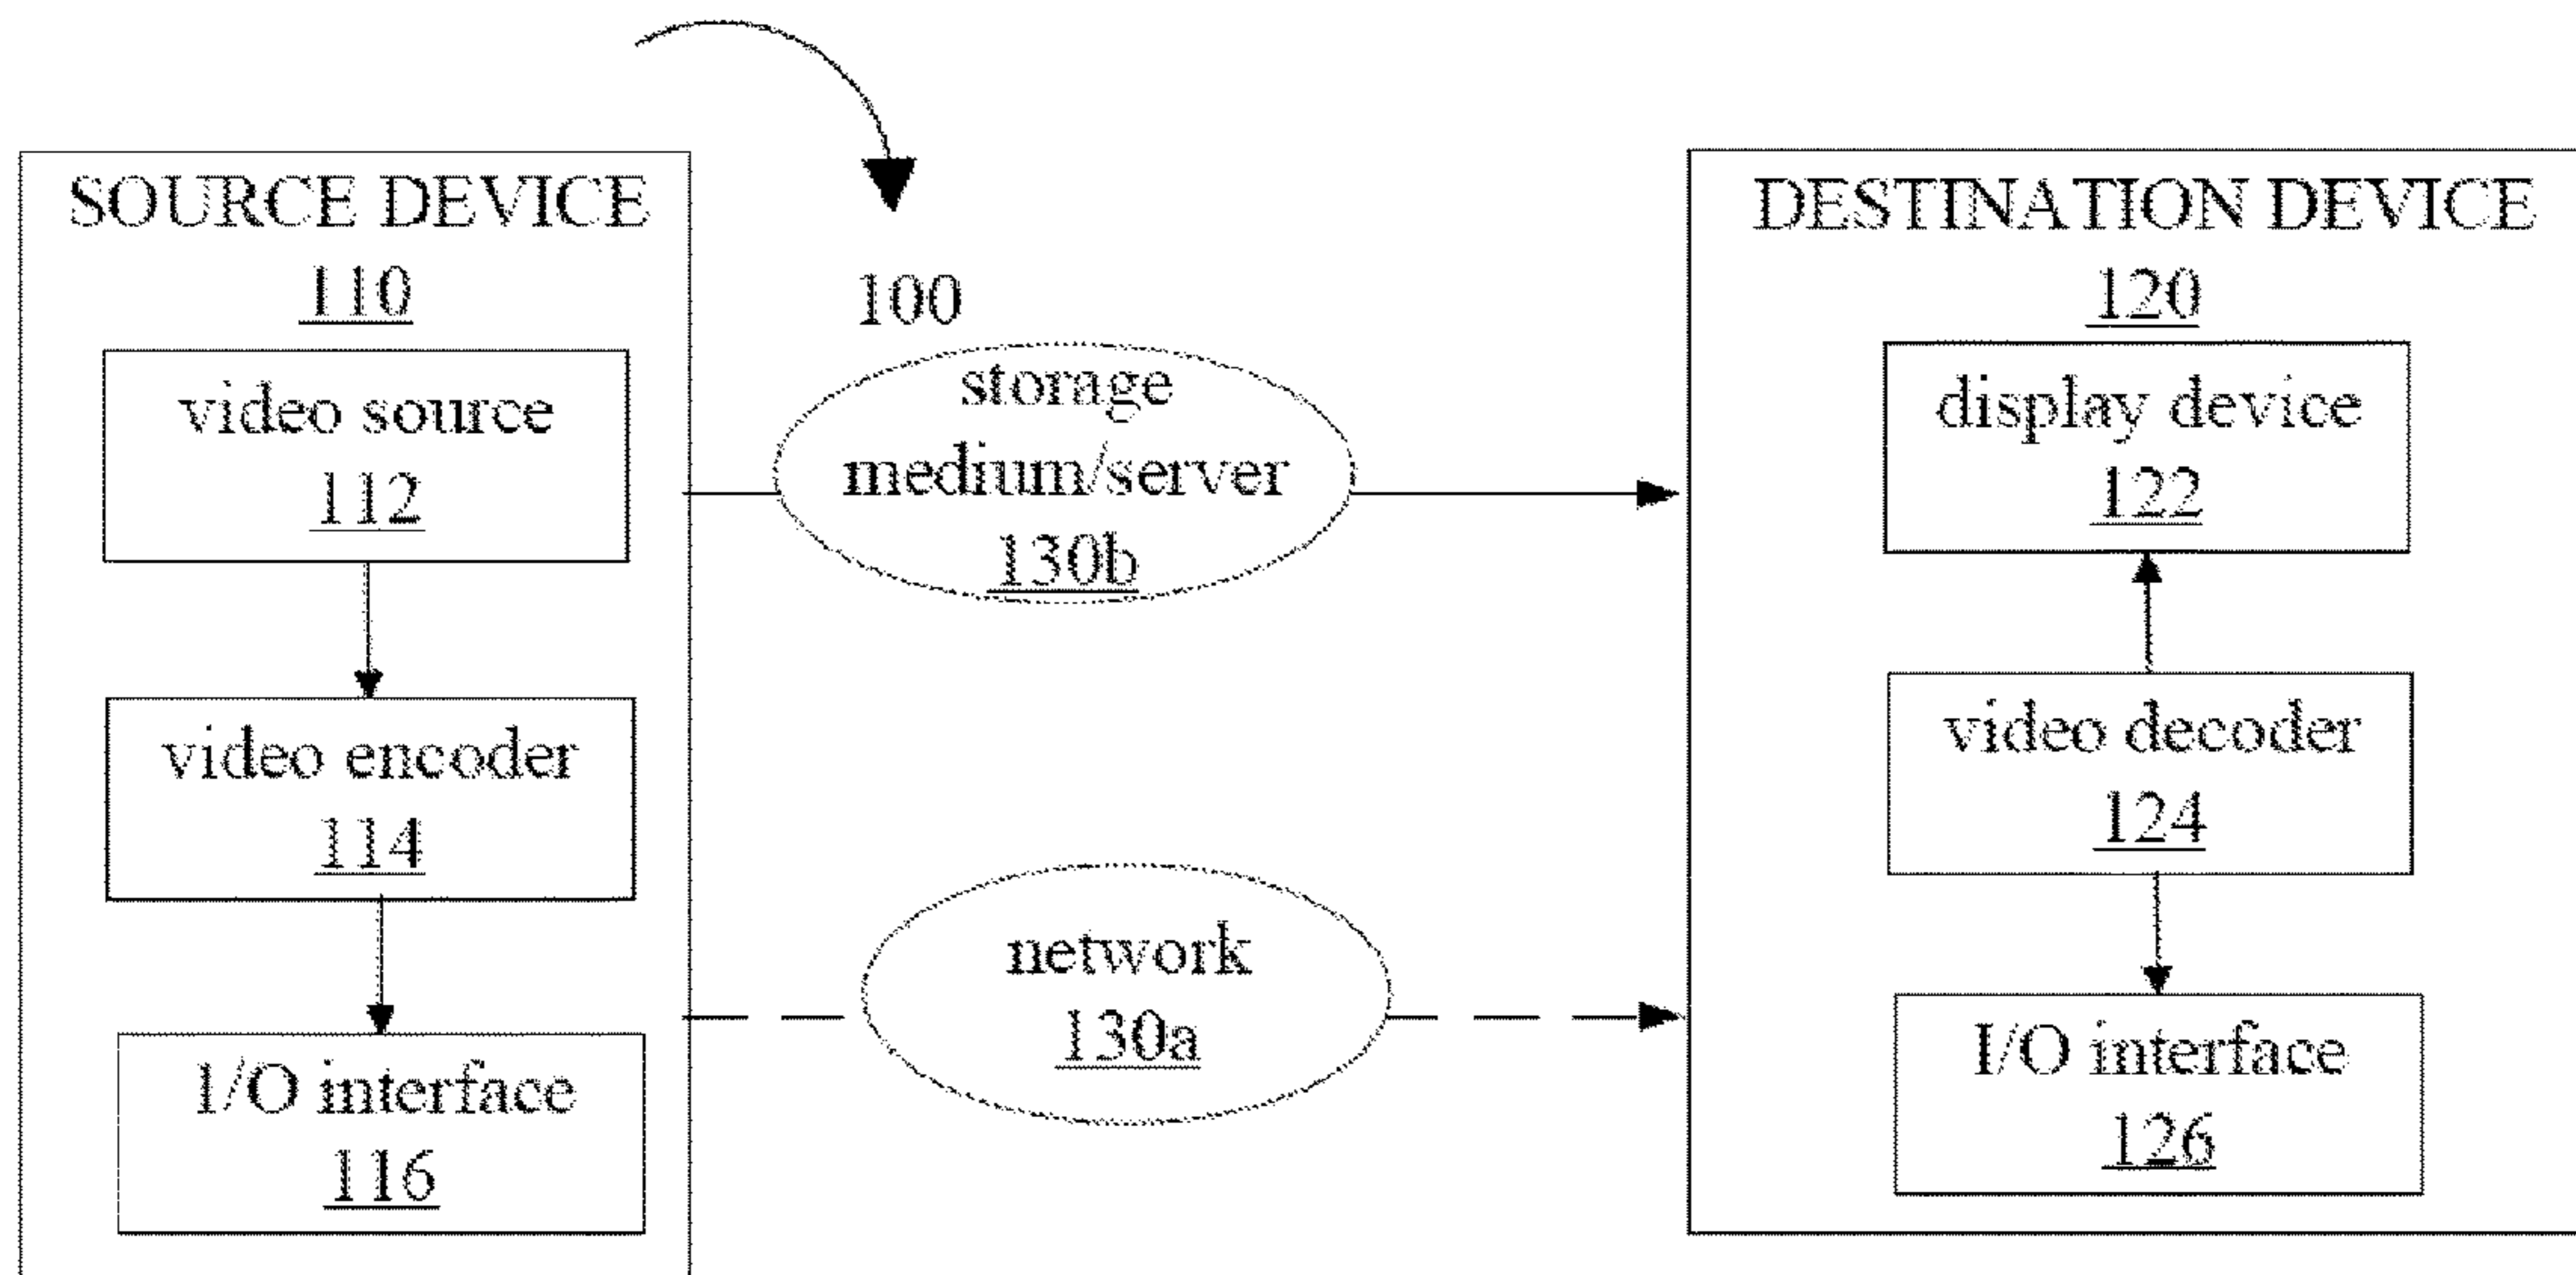 SOURCE DEVICE
110
video source
112
video encoder
114
I/O interface
116
100
storage
medium/server
130b
network
130a
DESTINATION DEVICE
120
display device
122
video decoder
124
I/O interface
126